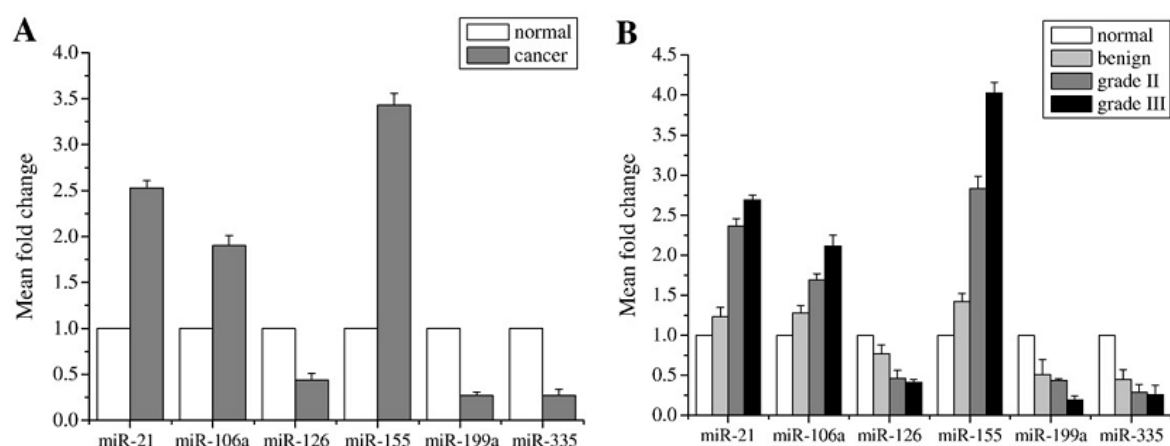 A
normal
cancer
Mean fold change
4.0
3.5
3.0
2.5
2.0
1.5
1.0
0.5
0.0
miR-21 miR-106a miR-126 miR-155 miR-199a miR-335
B
normal
benign
grade II
grade III
Mean fold change
4.5
4.0
3.5
3.0
2.5
2.0
1.5
1.0
0.5
0.0
miR-21 miR-106a miR-126 miR-155 miR-199a miR-335